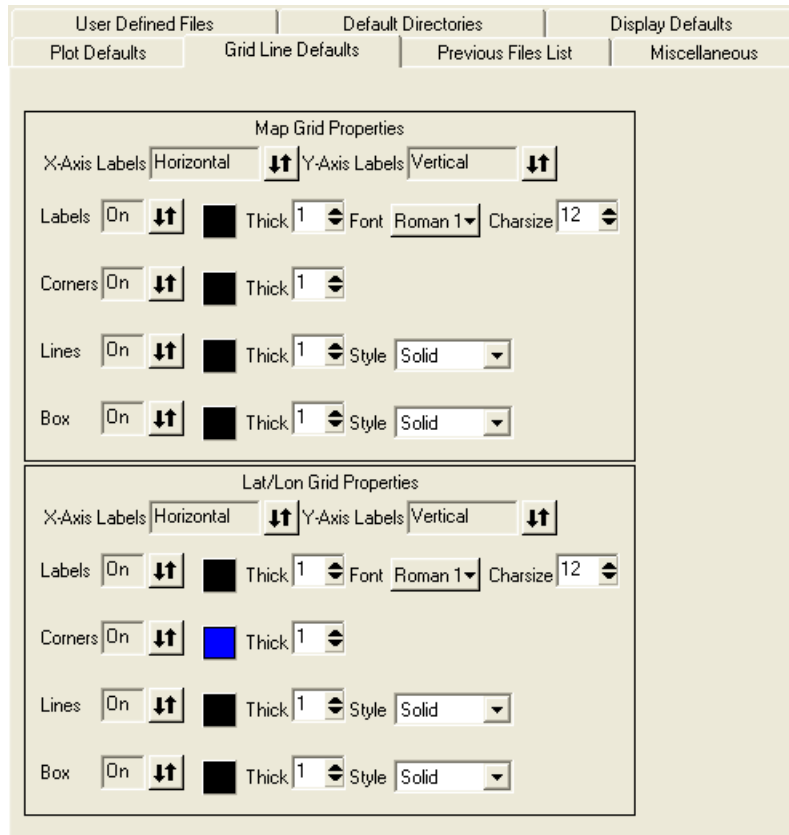 User Defined Files Default Directories Display Defaults
Plot Defaults Grid Line Defaults Previous Files List Miscellaneous
Map Grid Properties
X-Axis Labels Horizontal Y-Axis Labels Vertical
Labels On Thick 1 Font Roman 1 Charsize 12
Corners On Thick 1
Lines On Thick 1 Style Solid
Box On Thick 1 Style Solid
Lat/Lon Grid Properties
X-Axis Labels Horizontal Y-Axis Labels Vertical
Labels On Thick 1 Font Roman 1 Charsize 12
Corners On Thick 1
Lines On Thick 1 Style Solid
Box On Thick 1 Style Solid